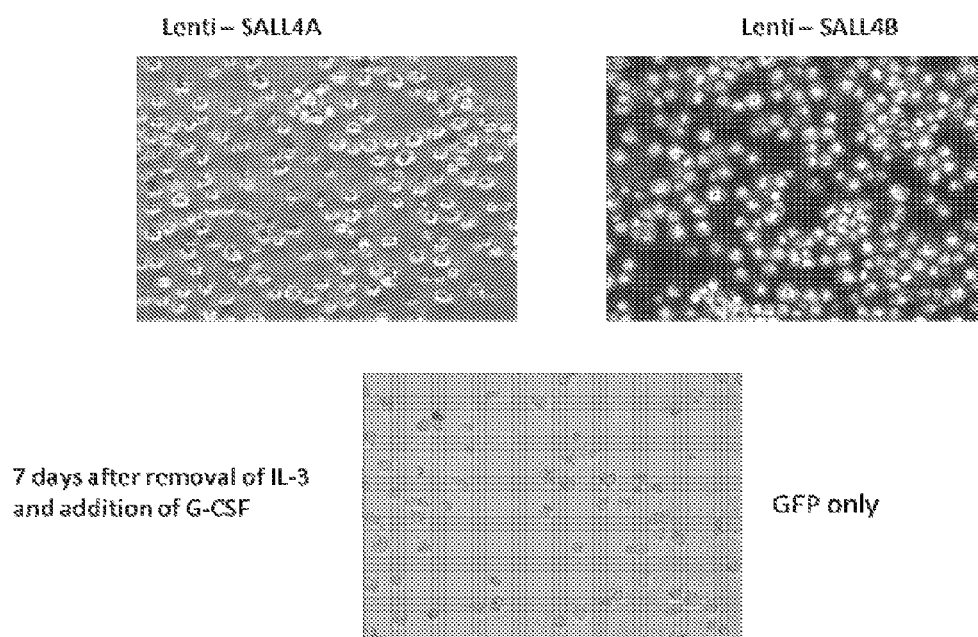 Lenti – SALL4A
Lenti – SALL4B
7 days after removal of IL-3
and addition of G-CSF
GFP only